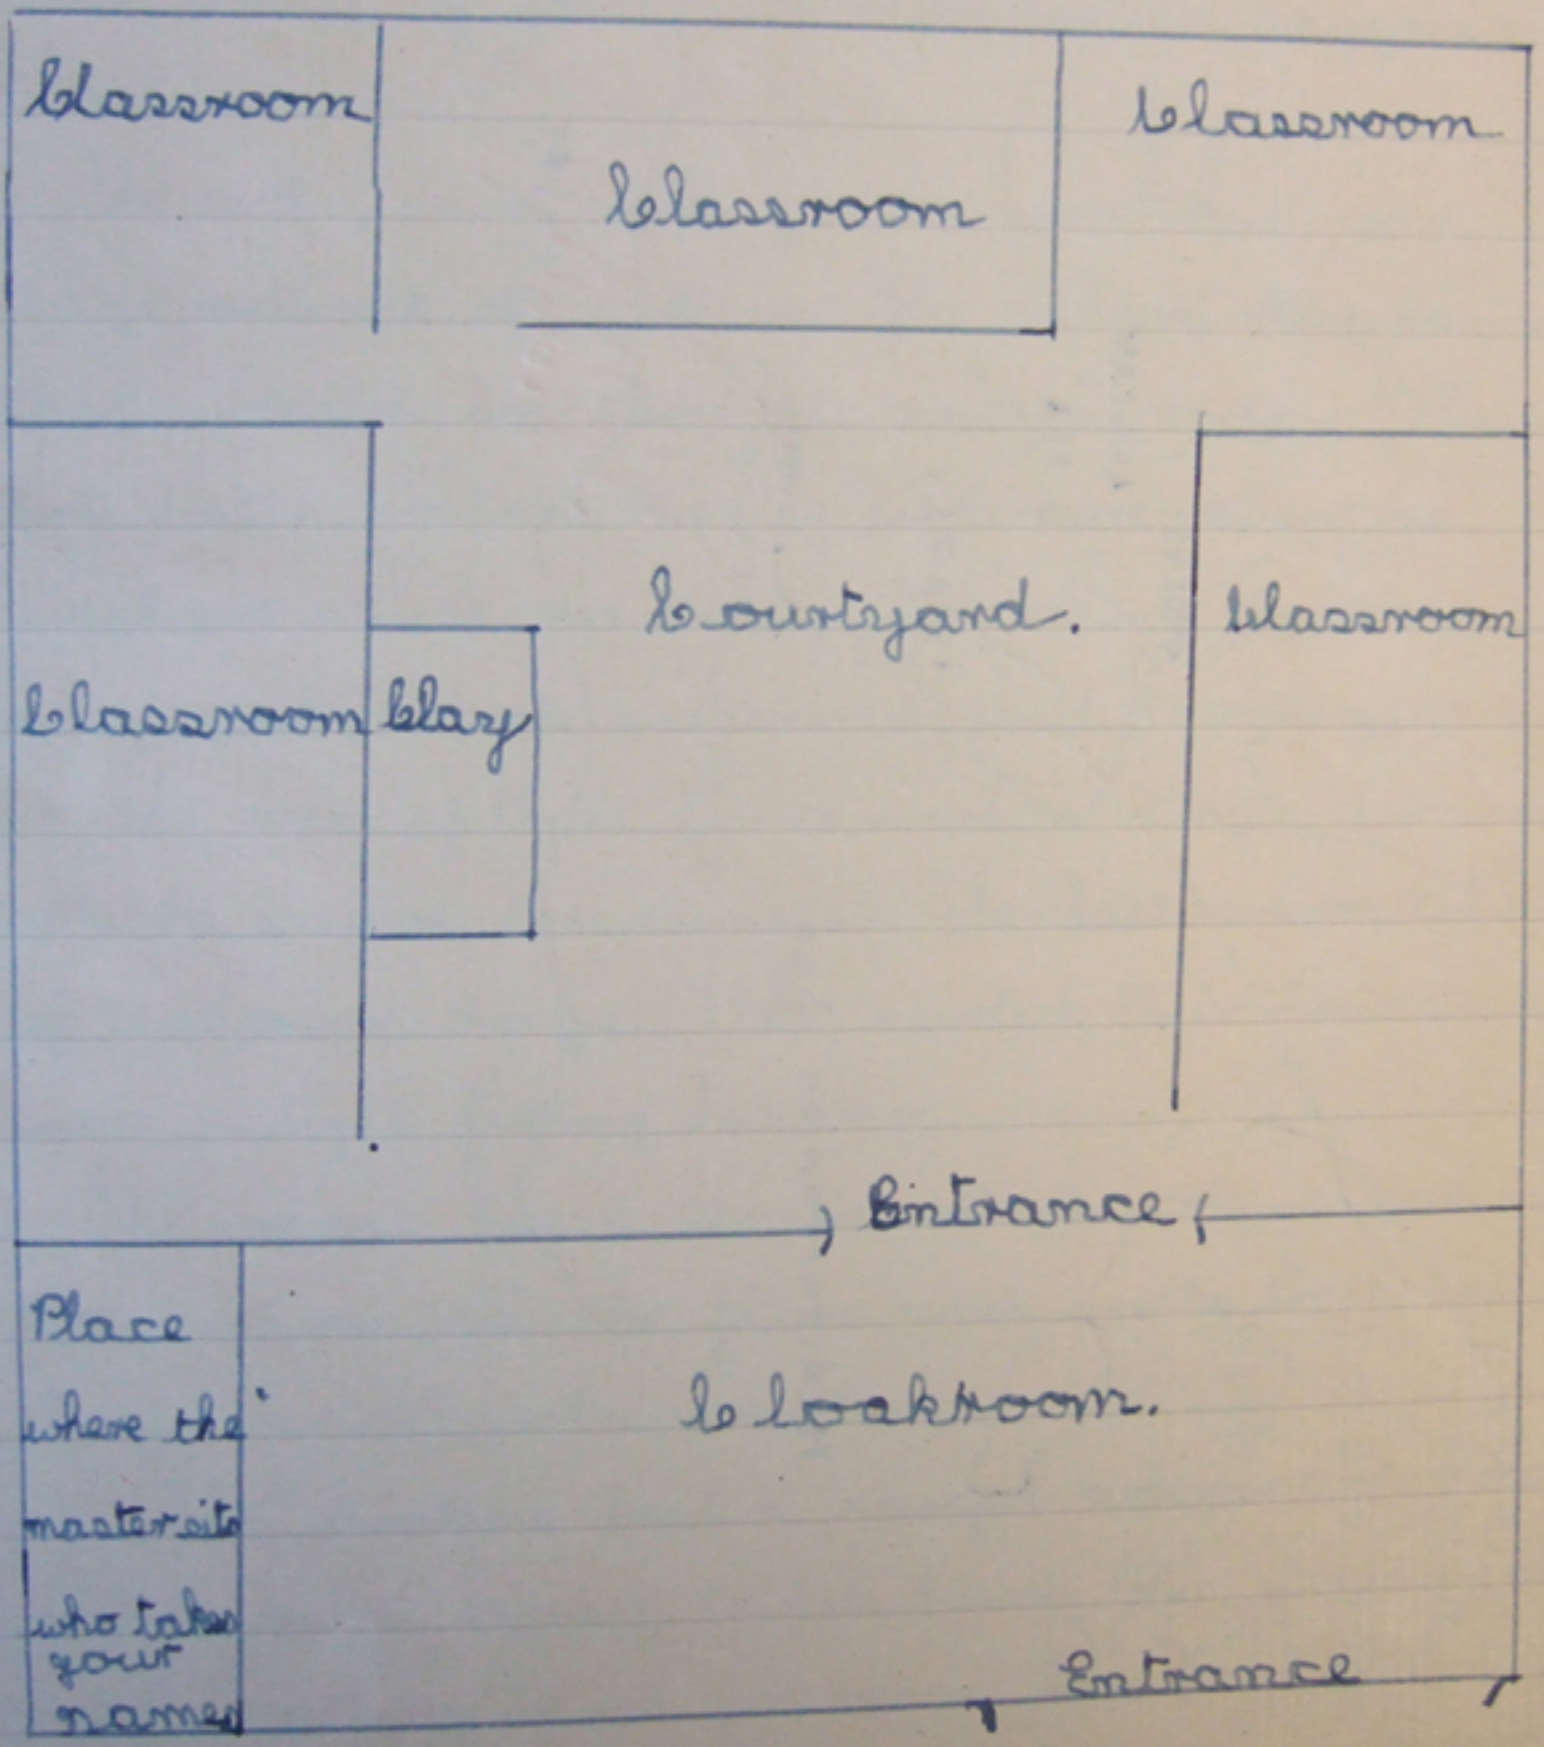 Classroom
Classroom
Classroom
Courtyard.
Classroom
Classroom
Clay
Entrance
Place
where the
master sits
who takes
your
names
Cloakroom.
Entrance